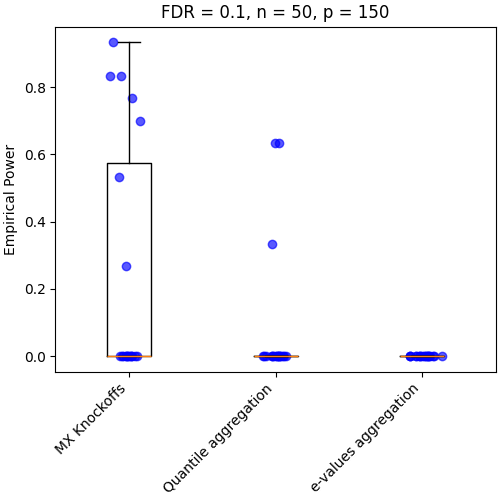 FDR = 0.1, n = 50, p = 150
Empirical Power
0.8
0.6
0.4
0.2
0.0
MX Knockoffs
Quantile aggregation
e-values aggregation